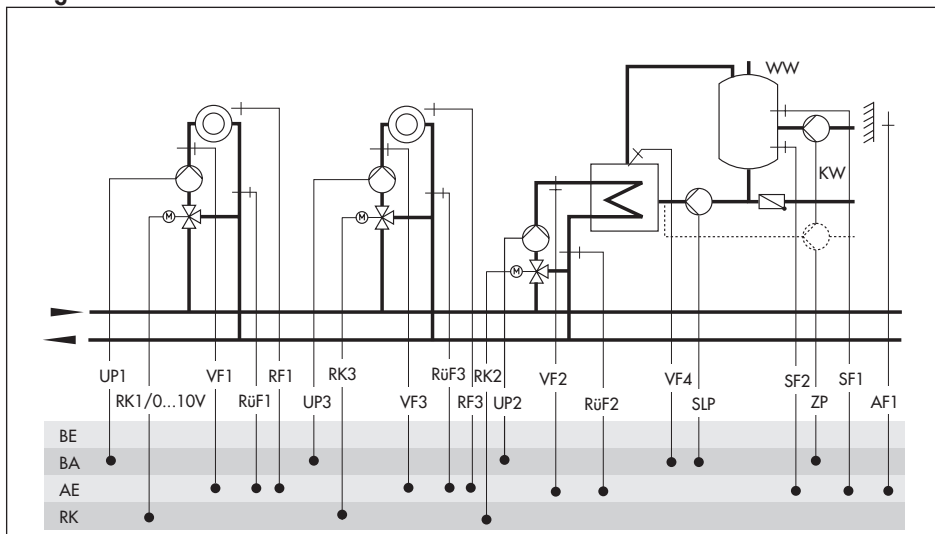 WW
KW
M
M
M
UP1
RK1/0...10V
VF1
RüF1
RF1
UP3
RK3
VF3
RüF3
RF3
RK2
UP2
VF2
RüF2
VF4
SLP
SF2
ZP
SF1
AF1
BE
BA
AE
RK